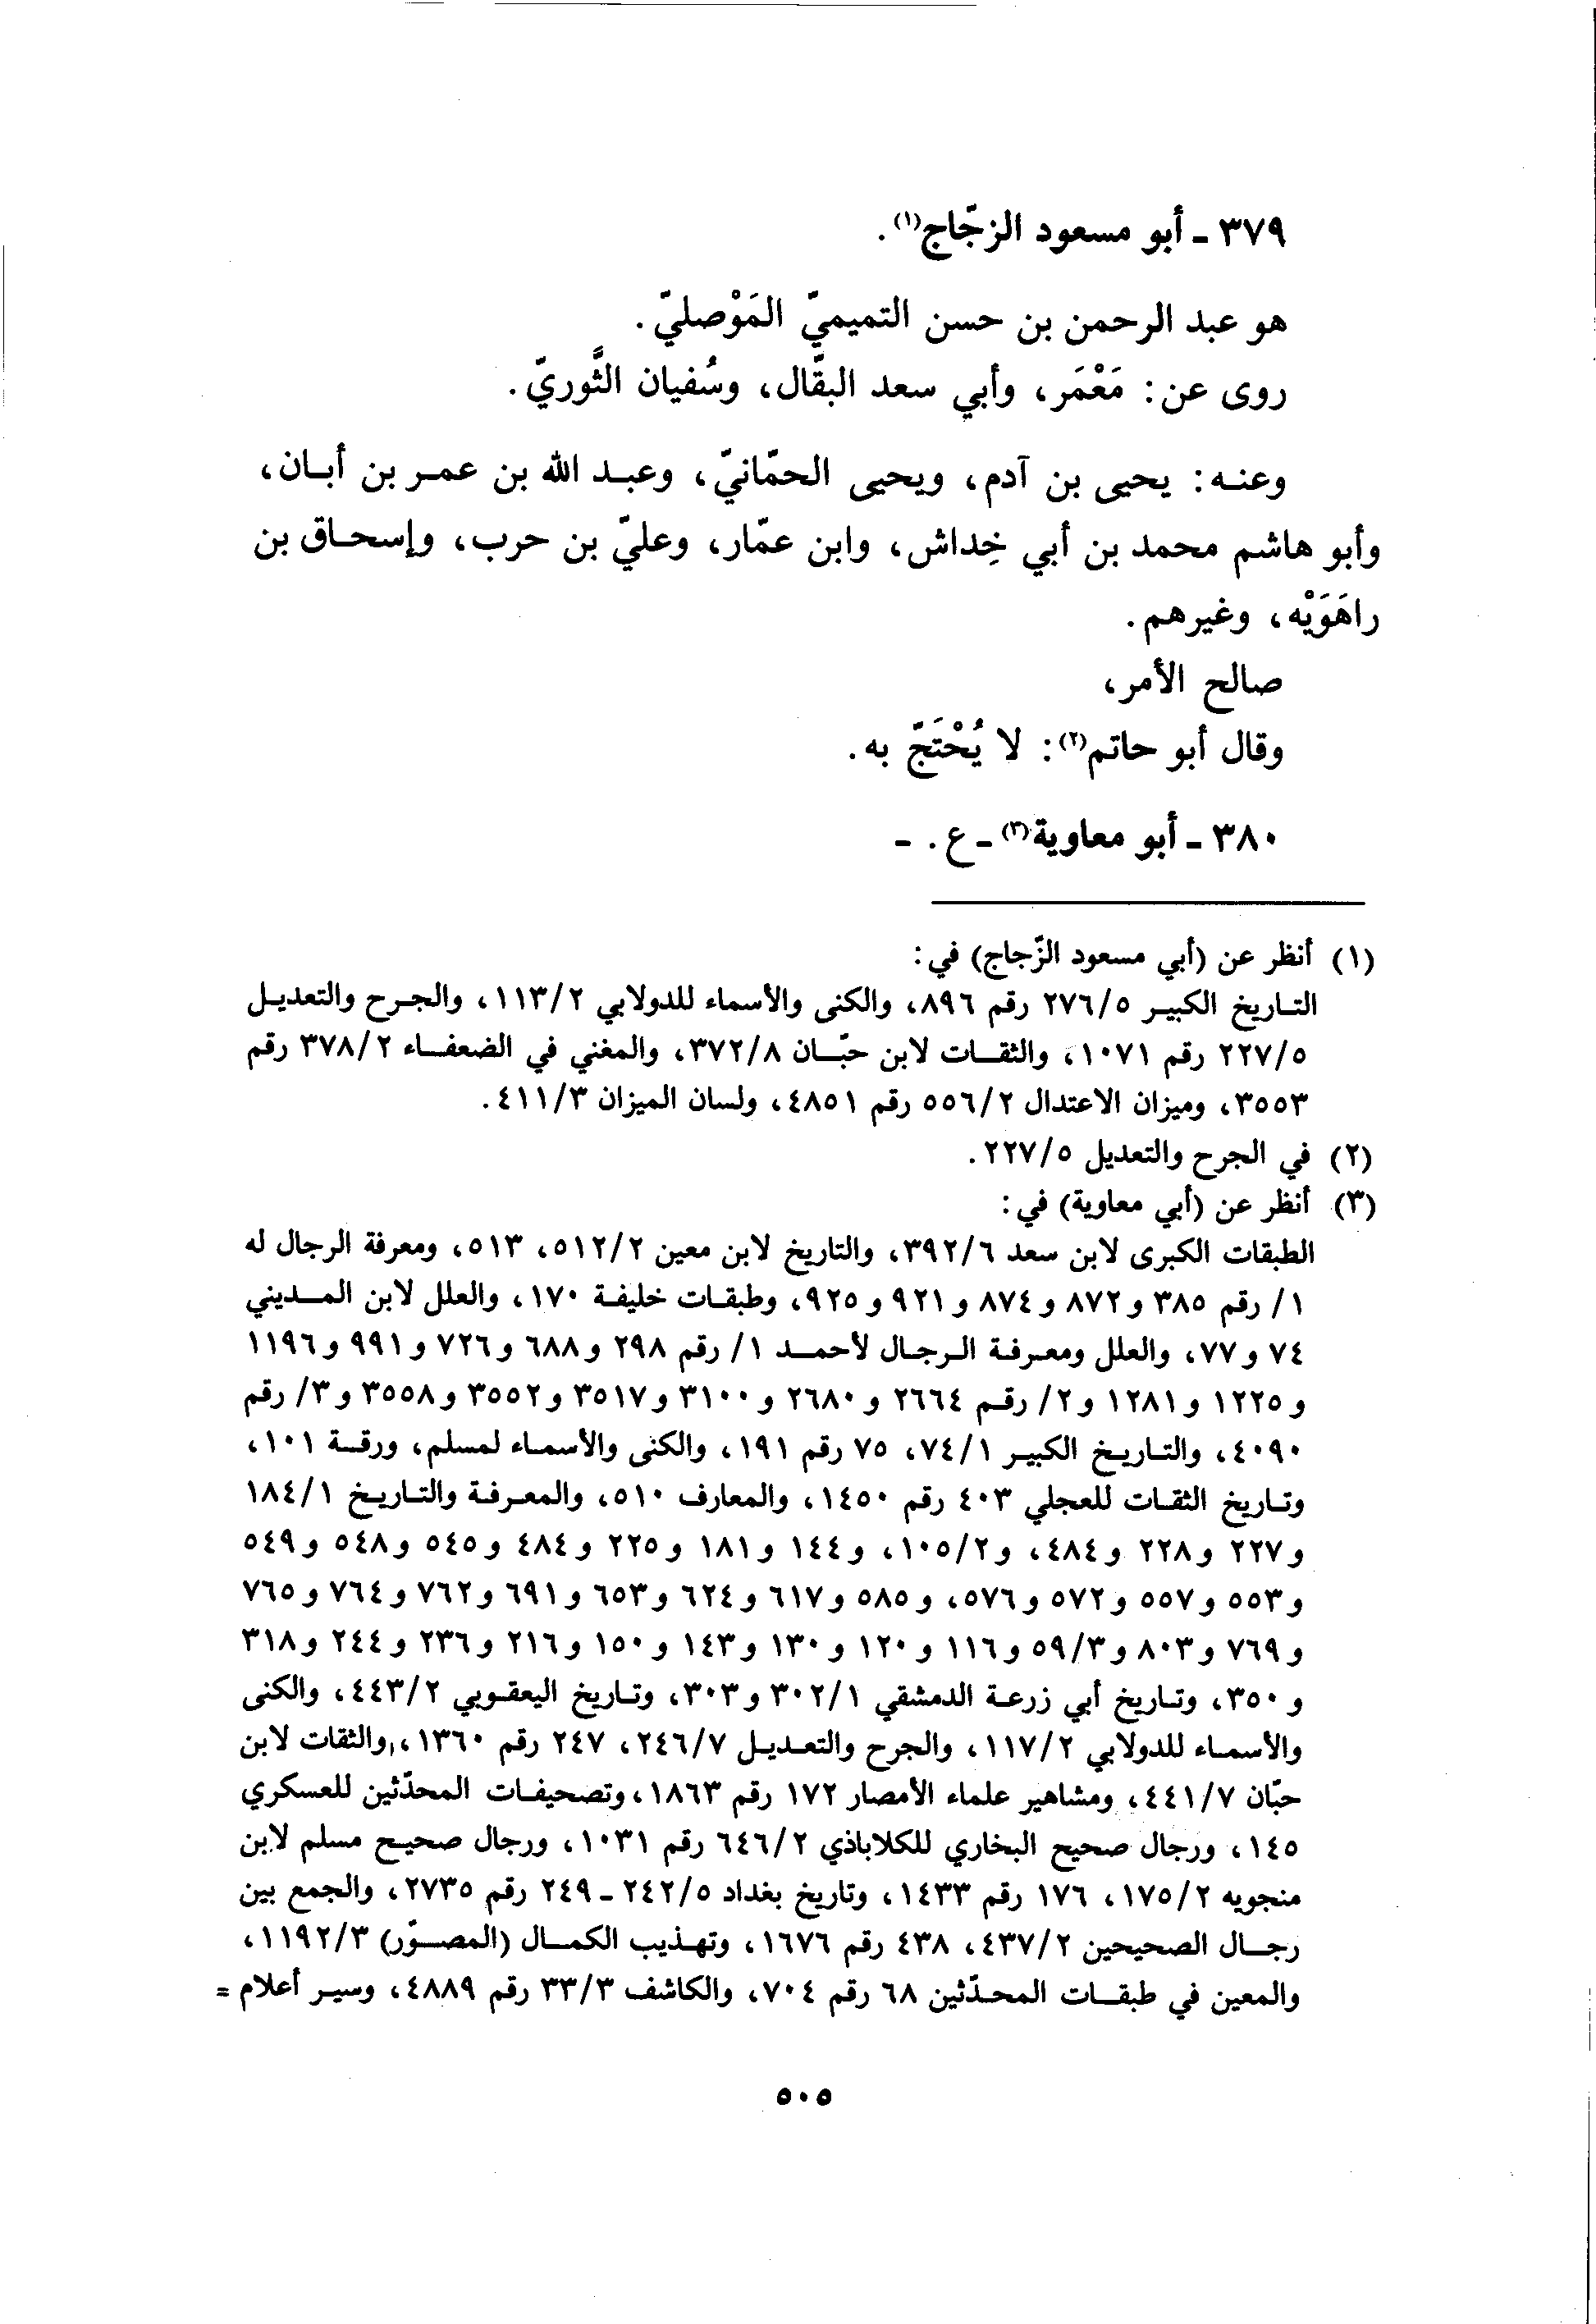 ٣٧٩ - أبو مسعود الزجّاج(١).
هو عبد الرحمن بن حسن التميميّ المَوْصليّ.
روى عن: مَعْمَر، وأبي سعد البقّال، وسُفيان الثَّوريّ.
وعنه: يحيى بن آدم، ويحيى الحمّانيّ، وعبد الله بن عمر بن أبان،
وأبو هاشم محمد بن أبي خِداش، وابن عمّار، وعليّ بن حرب، وإسحاق بن
راهَوَيْه، وغيرهم.
صالح الأمر،
وقال أبو حاتم(٢): لا يُحْتَجّ به.
٣٨٠ - أبو معاوية(٣) - ع. -
(١) أنظر عن (أبي مسعود الزّجاج) في:
التاريخ الكبير ٢٧٦/٥ رقم ٨٩٦، والكنى والأسماء للدولابي ١١٣/٢، والجرح والتعديل
٢٢٧/٥ رقم ١٠٧١، والثقات لابن حبّان ٣٧٢/٨، والمغني في الضعفاء ٣٧٨/٢ رقم
٣٥٥٣، وميزان الاعتدال ٥٥٦/٢ رقم ٤٨٥١، ولسان الميزان ٤١١/٣.
(٢) في الجرح والتعديل ٢٢٧/٥.
(٣) أنظر عن (أبي معاوية) في:
الطبقات الكبرى لابن سعد ٣٩٢/٦، والتاريخ لابن معين ٥١٢/٢، ٥١٣، ومعرفة الرجال له
١/ رقم ٣٨٥ و٨٧٢ و٨٧٤ و٩٢١ و٩٢٥، وطبقات خليفة ١٧٠، والعلل لابن المديني
٧٤ و٧٧، والعلل ومعرفة الرجال لأحمد ١/ رقم ٢٩٨ و٦٨٨ و٧٢٦ و٩٩١ و١١٩٦
و١٢٢٥ و١٢٨١ و٢/ رقم ٢٦٦٤ و٢٦٨٠ و٣١٠٠ و٣٥١٧ و٣٥٥٢ و٣٥٥٨ و٣/ رقم
٤٠٩٠، والتاريخ الكبير ٧٤/١، ٧٥ رقم ١٩١، والكنى والأسماء لمسلم، ورقة ١٠١،
وتاريخ الثقات للعجلي ٤٠٣ رقم ١٤٥٠، والمعارف ٥١٠، والمعرفة والتاريخ ١٨٤/١
و٢٢٧ و٢٢٨ و٤٨٤، و١٠٥/٢، و١٤٤ و١٨١ و٢٢٥ و٤٨٤ و٥٤٥ و٥٤٨ و٥٤٩
و٥٥٣ و٥٥٧ و٥٧٢ و٥٧٦، و٥٨٥ و٦١٧ و٦٢٤ و٦٥٣ و٦٩١ و٧٦٢ و٧٦٤ و٧٦٥
و٧٦٩ و٨٠٣ و٥٩/٣ و١١٦ و١٢٠ و١٣٠ و١٤٣ و١٥٠ و٢١٦ و٢٣٦ و٢٤٤ و٣١٨
و٣٥٠، وتاريخ أبي زرعة الدمشقي ٣٠٢/١ و٣٠٣، وتاريخ اليعقوبي ٤٤٣/٢، والكنى
والأسماء للدولابي ١١٧/٢، والجرح والتعديل ٢٤٦/٧، ٢٤٧ رقم ١٣٦٠، والثقات لابن
حبّان ٤٤١/٧، ومشاهير علماء الأمصار ١٧٢ رقم ١٨٦٣، وتصحيفات المحدّثين للعسكري
١٤٥، ورجال صحيح البخاري للكلاباذي ٦٤٦/٢ رقم ١٠٣١، ورجال صحيح مسلم لابن
منجويه ١٧٥/٢، ١٧٦ رقم ١٤٣٣، وتاريخ بغداد ٢٤٢/٥ - ٢٤٩ رقم ٢٧٣٥، والجمع بين
رجال الصحيحين ٤٣٧/٢، ٤٣٨ رقم ١٦٧٦، وتهذيب الكمال (المصوّر) ١١٩٢/٣،
والمعين في طبقات المحدّثين ٦٨ رقم ٧٠٤، والكاشف ٣٣/٣ رقم ٤٨٨٩، وسير أعلام =
٥٠٥